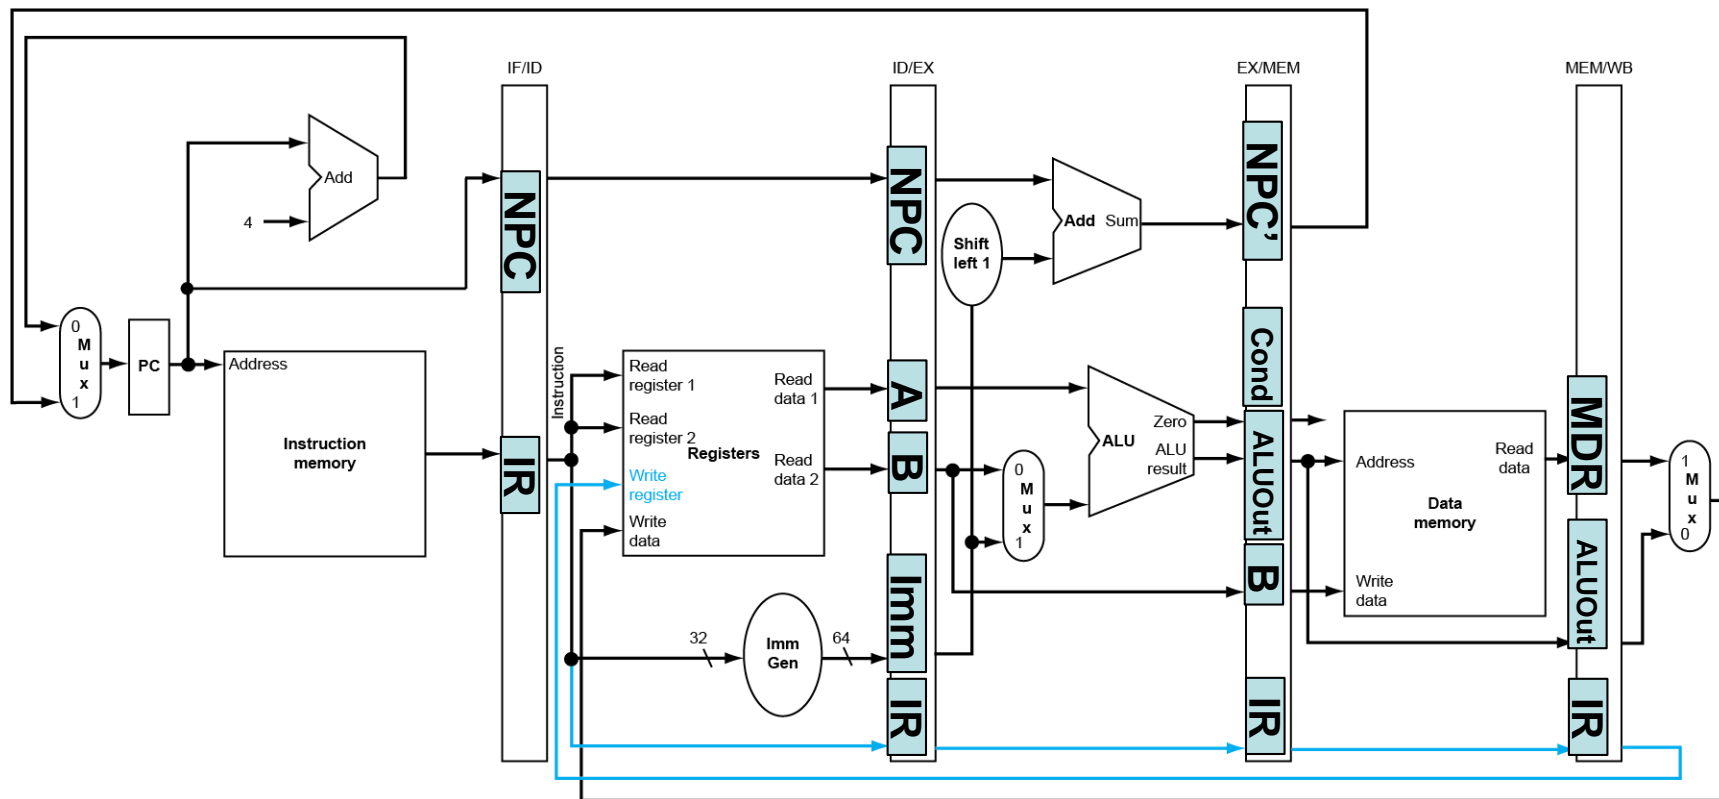 IF/ID
ID/EX
EX/MEM
MEM/WB
Add
4
NPC
NPC
Add Sum
NPC'
Shift
left 1
0
M
u
x
1
PC
Address
Instruction
memory
IR
Instruction
Read
register 1
Read
register 2
Registers
Write
register
Write
data
Read
data 1
Read
data 2
A
B
0
M
u
x
1
ALU
Zero
ALU
result
Cond
ALUOut
B
Address
Read
data
Data
memory
Write
data
MDR
ALUOut
1
M
u
x
0
32
Imm
Gen
64
Imm
IR
IR
IR